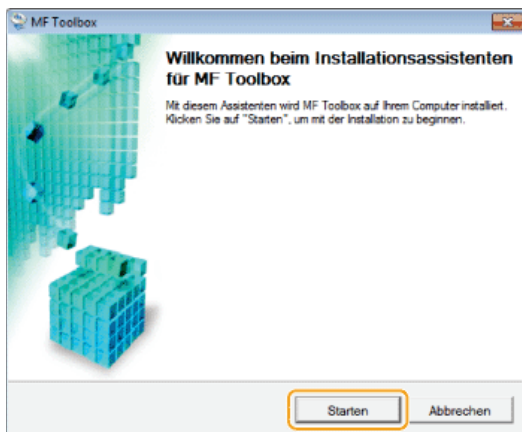 MF Toolbox
Willkommen beim Installationsassistenten
für MF Toolbox
Mit diesem Assistenten wird MF Toolbox auf Ihrem Computer installiert.
Klicken Sie auf "Starten", um mit der Installation zu beginnen.
Starten
Abbrechen